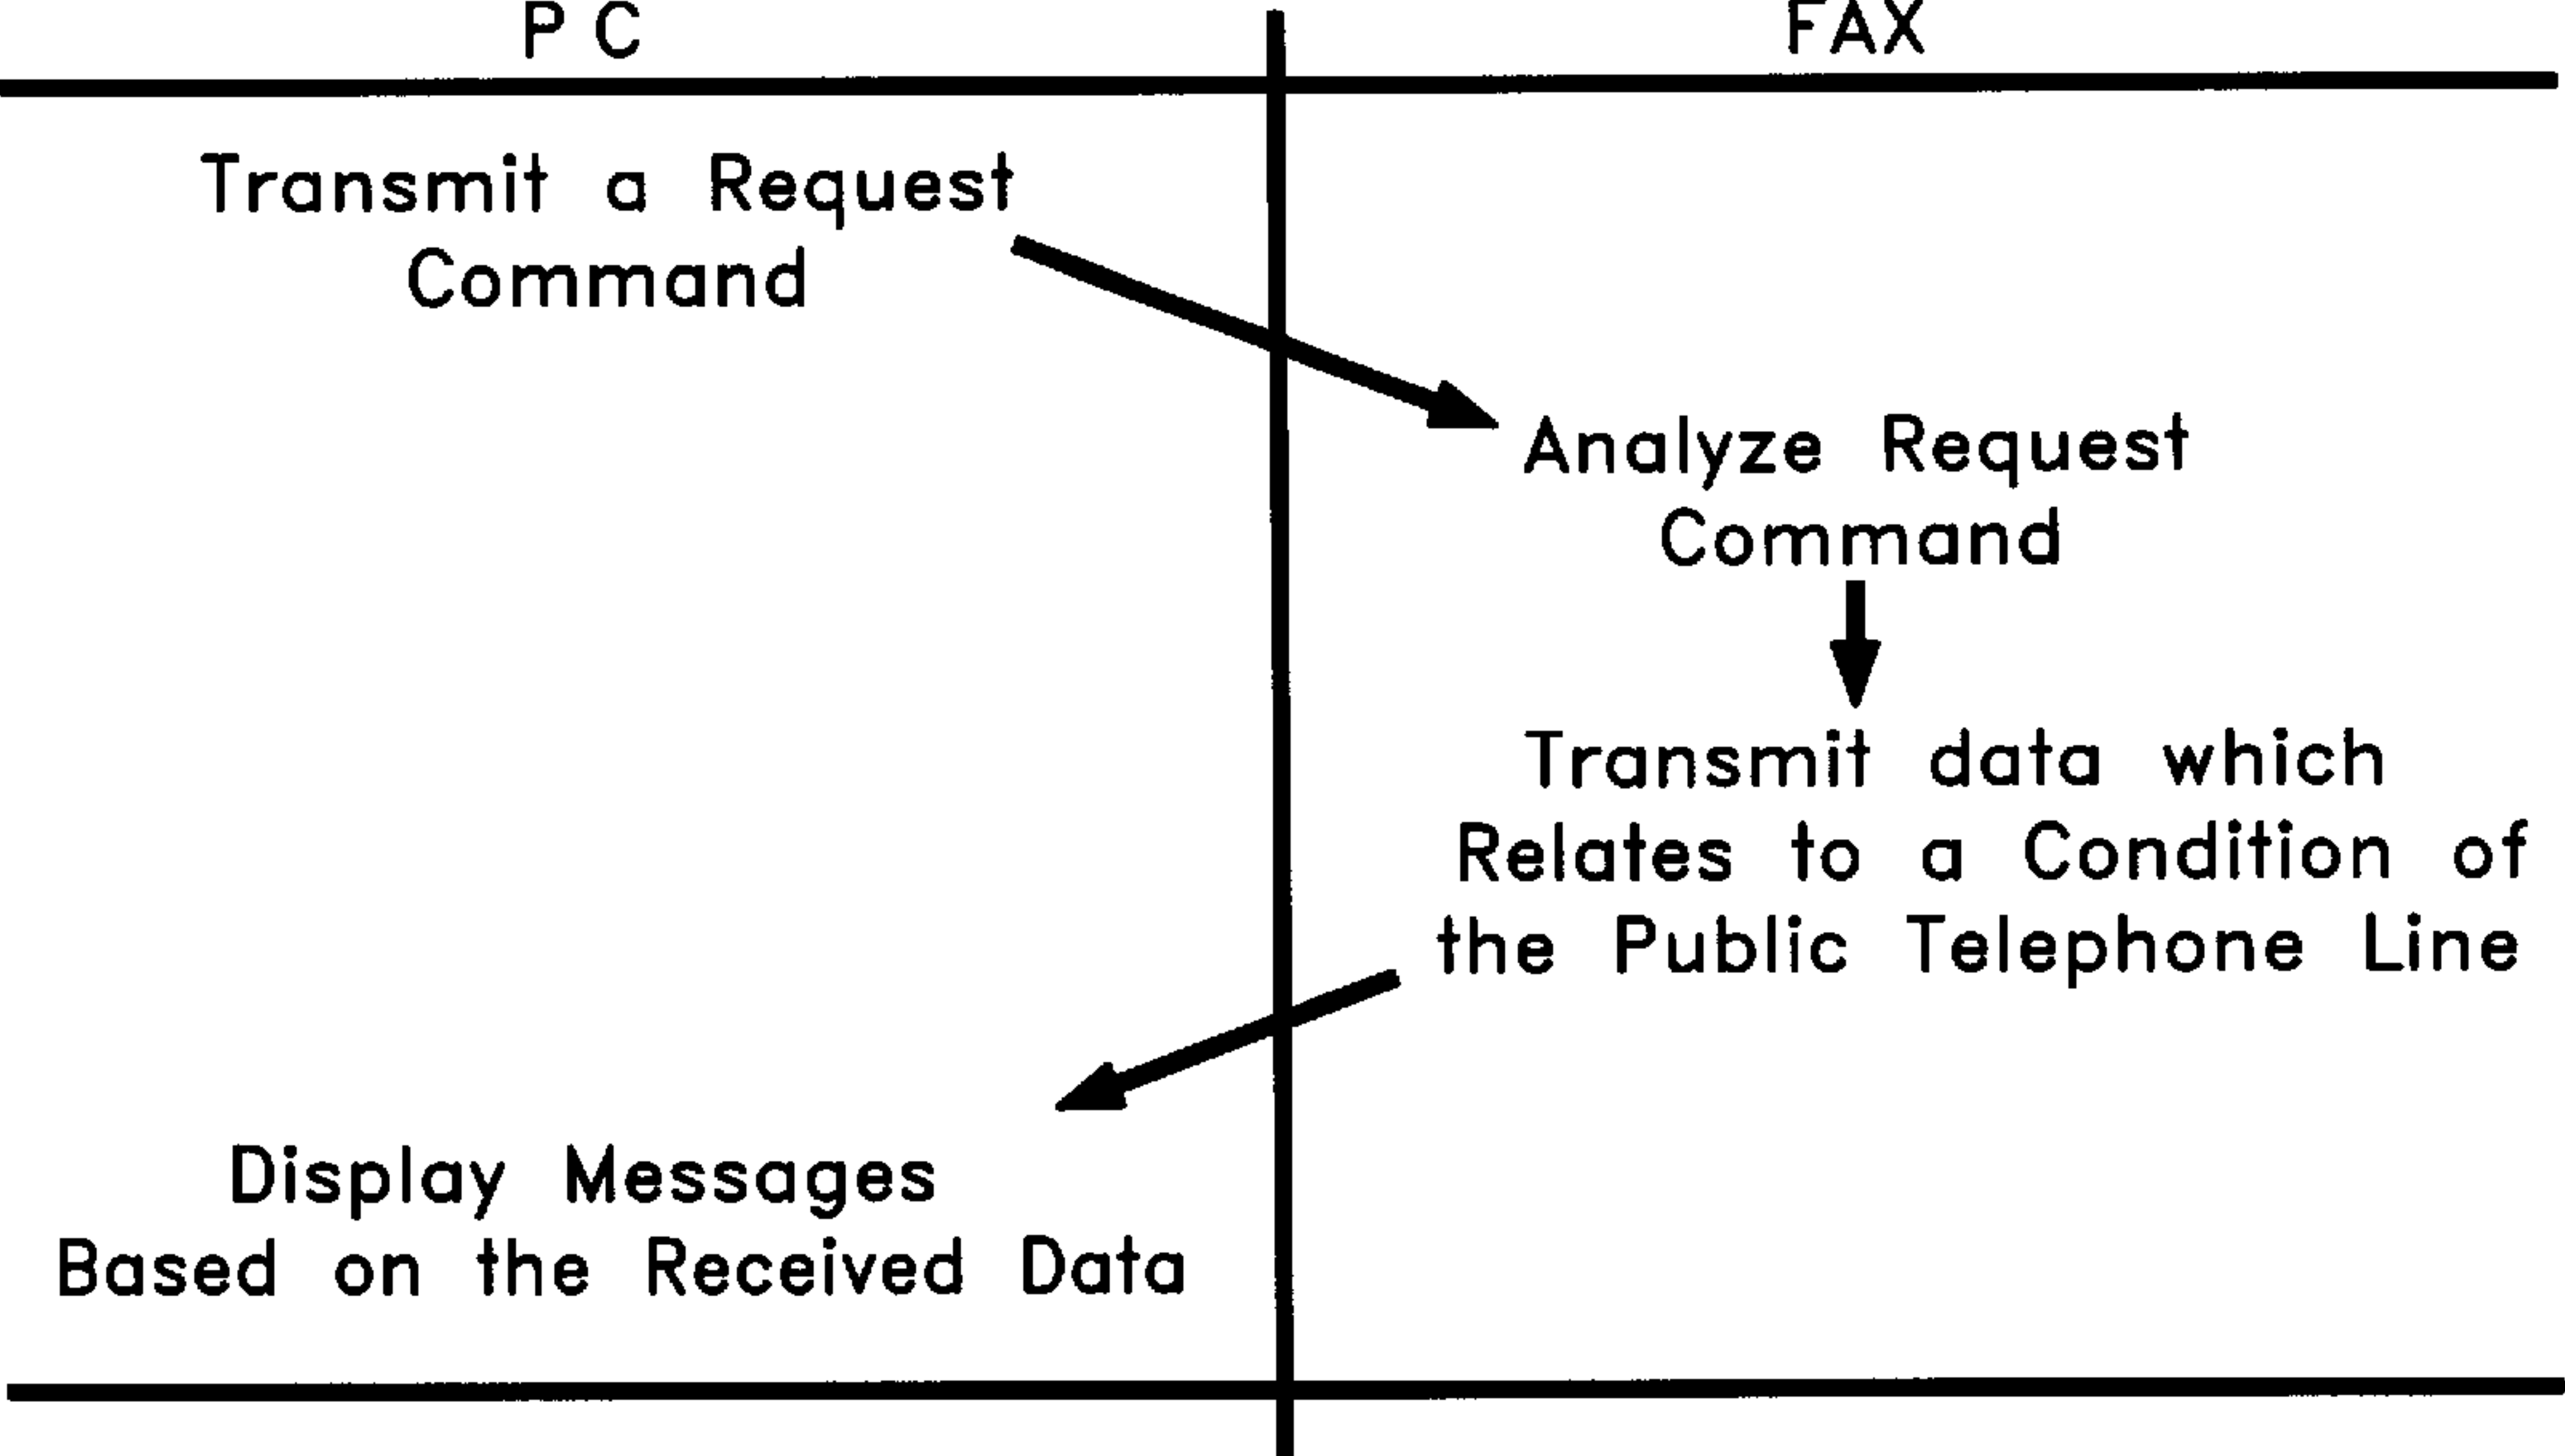 PC
FAX
Transmit a Request
Command
Analyze Request
Command
Transmit data which
Relates to a Condition of
the Public Telephone Line
Display Messages
Based on the Received Data